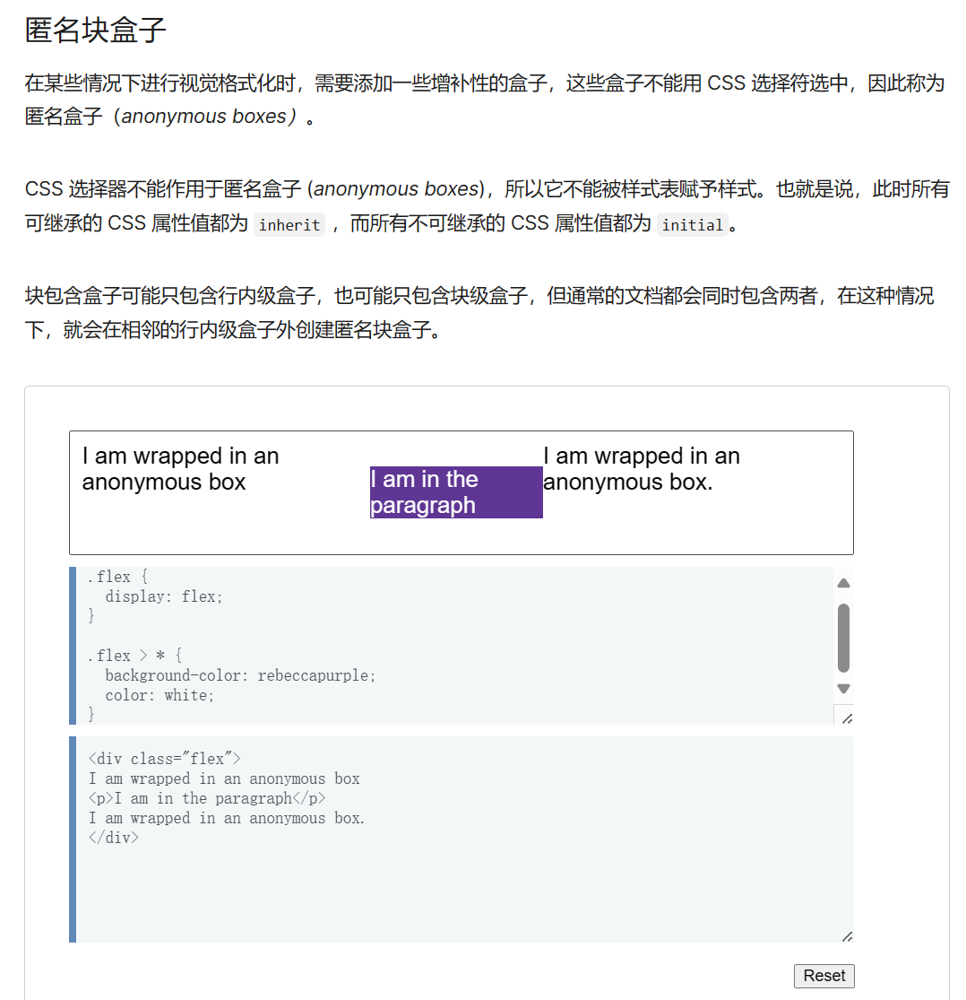 匿名块盒子
在某些情况下进行视觉格式化时，需要添加一些增补性的盒子，这些盒子不能用 CSS 选择符选中，因此称为
匿名盒子（anonymous boxes）。
CSS 选择器不能作用于匿名盒子 (anonymous boxes)，所以它不能被样式表赋予样式。也就是说，此时所有
可继承的 CSS 属性值都为 inherit ，而所有不可继承的 CSS 属性值都为 initial 。
块包含盒子可能只包含行内级盒子，也可能只包含块级盒子，但通常的文档都会同时包含两者，在这种情况
下，就会在相邻的行内级盒子外创建匿名块盒子。
I am wrapped in an
anonymous box
I am in the
paragraph
I am wrapped in an
anonymous box.
.flex {
  display: flex;
}
.flex > * {
  background-color: rebeccapurple;
  color: white;
}
<div class="flex">
I am wrapped in an anonymous box
<p>I am in the paragraph</p>
I am wrapped in an anonymous box.
</div>
Reset